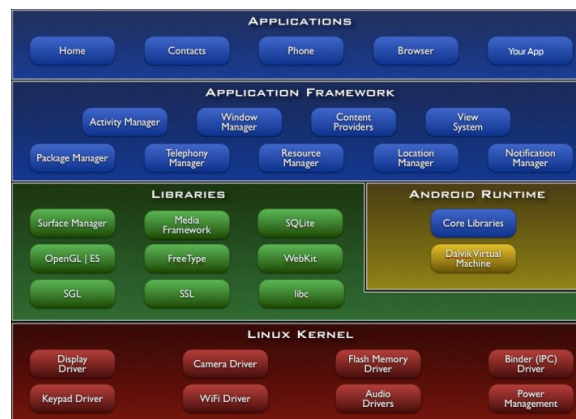 APPLICATIONS
Home Contacts Phone Browser Your App
APPLICATION FRAMEWORK
Activity Manager Window Manager Content Providers View System
Package Manager Telephony Manager Resource Manager Location Manager Notification Manager
LIBRARIES
Surface Manager Media Framework SQLite
OpenGL | ES FreeType WebKit
SGL SSL libc
ANDROID RUNTIME
Core Libraries
Dalvik Virtual Machine
LINUX KERNEL
Display Driver Camera Driver Flash Memory Driver Binder (IPC) Driver
Keypad Driver WiFi Driver Audio Drivers Power Management